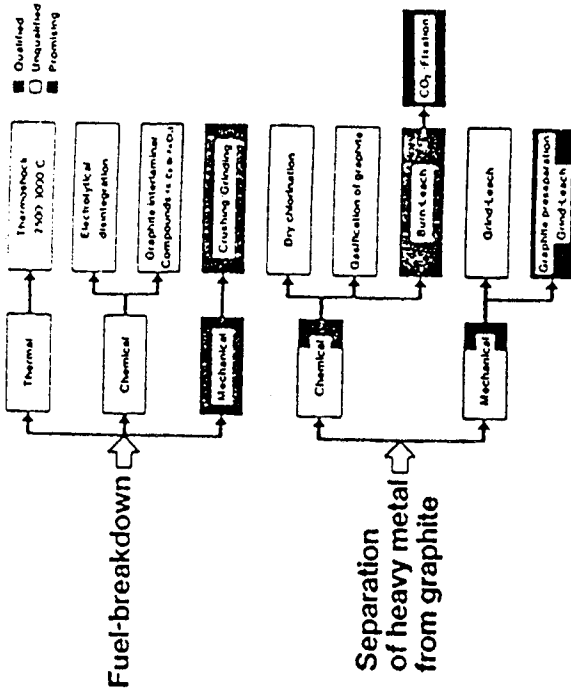 Qualified
Unqualified
Promising
Fuel-breakdown
Thermal
Thermoshock
Chemical
Electrolytical
disintegration
Graphite interlaminar
Compounds
Mechanical
Crushing Grinding
Separation
of heavy metal
from graphite
Chemical
Dry chlorination
Gasification of graphite
Burn-Leach
CO₂-fixation
Mechanical
Grind-Leach
Graphite preseparation
Grind-Leach